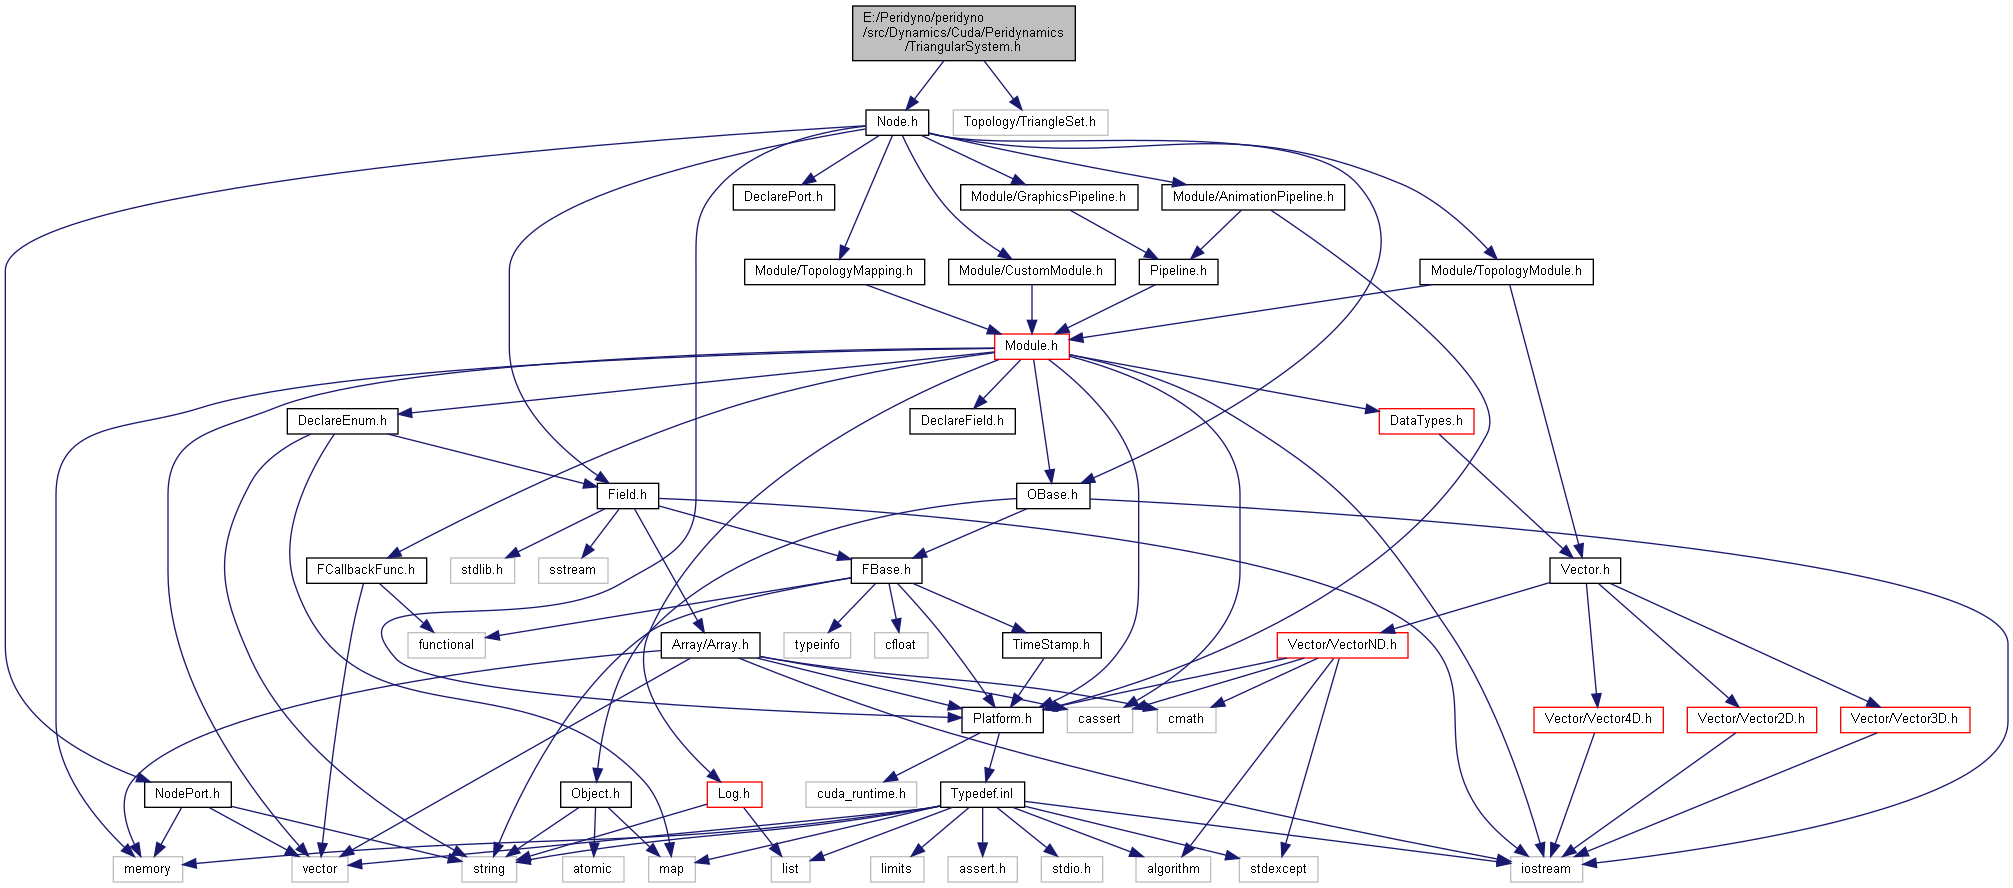 E:/Peridyno/peridyno
/src/Dynamics/Cuda/Peridynamics
/TriangularSystem.h
Node.h
Topology/TriangleSet.h
DeclarePort.h
Module/GraphicsPipeline.h
Module/AnimationPipeline.h
Module/TopologyMapping.h
Module/CustomModule.h
Pipeline.h
Module/TopologyModule.h
Module.h
DeclareEnum.h
DeclareField.h
DataTypes.h
Field.h
OBase.h
FCallbackFunc.h
stdlib.h
sstream
FBase.h
Vector.h
functional
Array/Array.h
typeinfo
cfloat
TimeStamp.h
Vector/VectorND.h
Platform.h
cassert
cmath
Vector/Vector4D.h
Vector/Vector2D.h
Vector/Vector3D.h
NodePort.h
Object.h
Log.h
cuda_runtime.h
Typedef.inl
memory
vector
string
atomic
map
list
limits
assert.h
stdio.h
algorithm
stdexcept
iostream